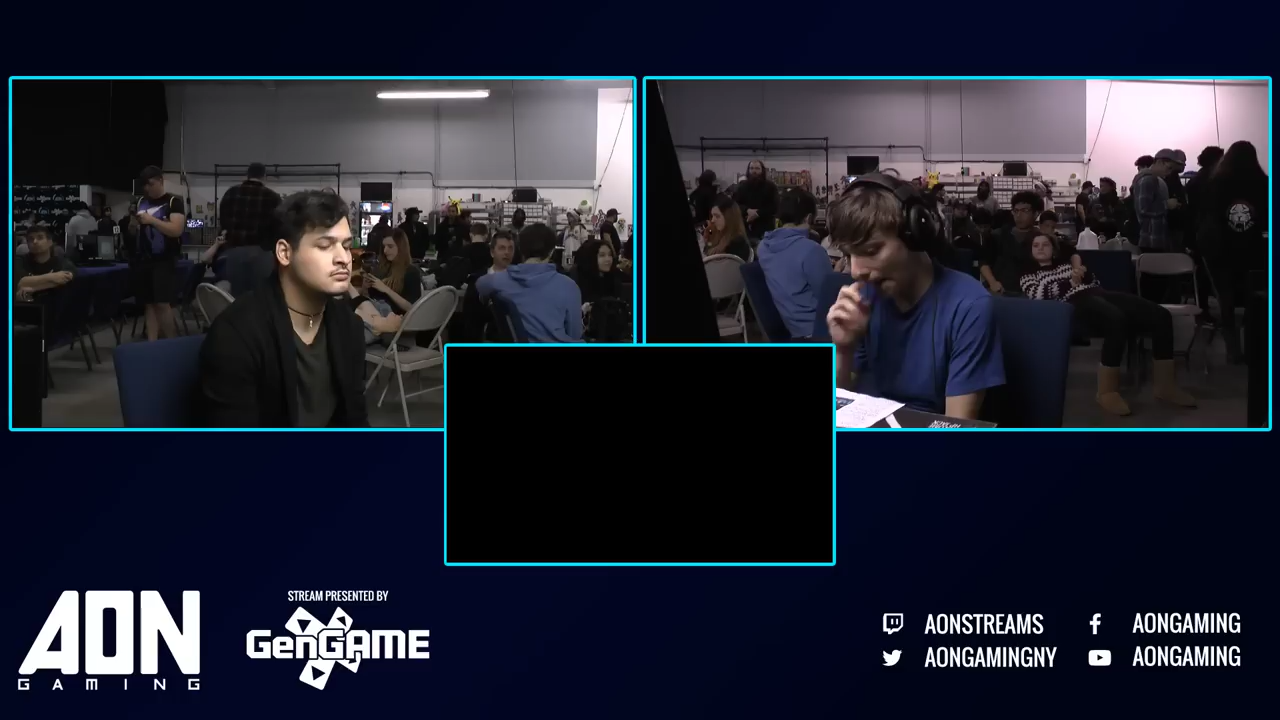 AON
GAMING
STREAM PRESENTED BY
GenGAME
AONSTREAMS
AONGAMING
AONGAMINGNY
AONGAMING